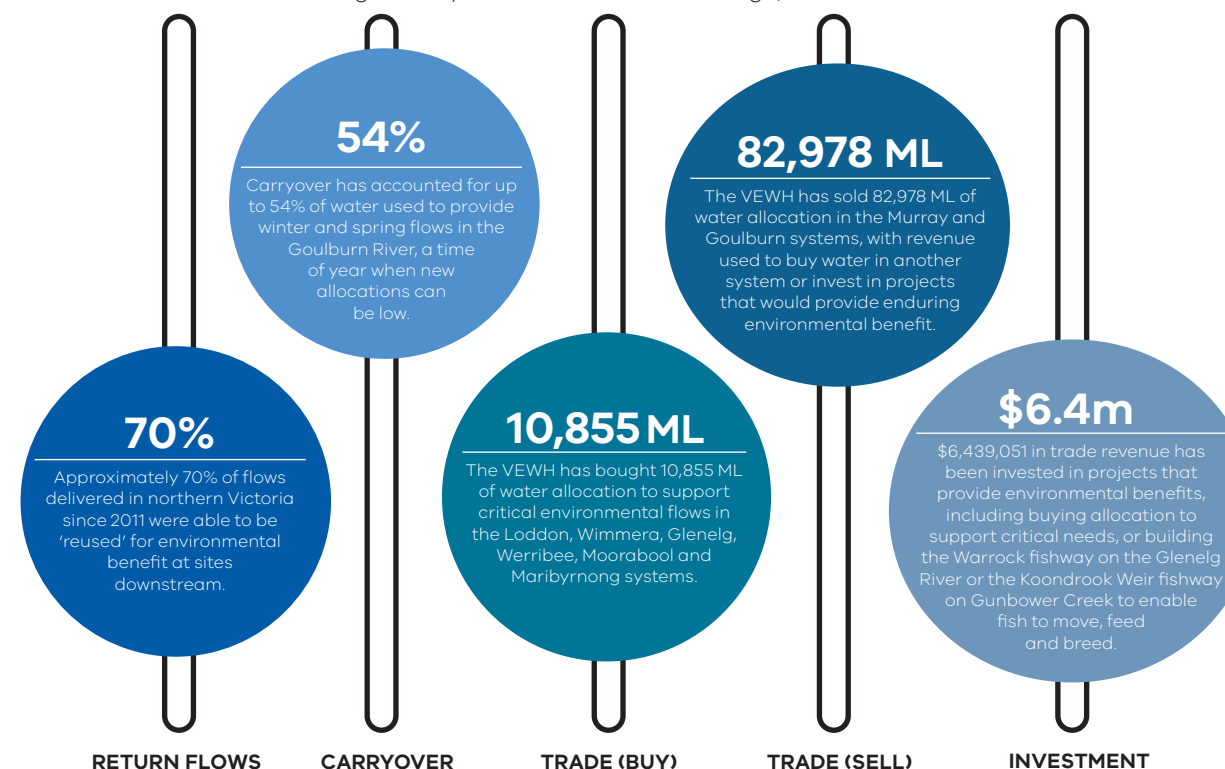 70%
Approximately 70% of flows
delivered in northern Victoria
since 2011 were able to be
‘reused’ for environmental
benefit at sites
downstream.
RETURN FLOWS
54%
Carryover has accounted for up
to 54% of water used to provide
winter and spring flows in the
Goulburn River, a time
of year when new
allocations can
be low.
CARRYOVER
10,855 ML
The VEWH has bought 10,855 ML
of water allocation to support
critical environmental flows in
the Loddon, Wimmera, Glenelg,
Werribee, Moorabool and
Maribyrnong systems.
TRADE (BUY)
82,978 ML
The VEWH has sold 82,978 ML of
water allocation in the Murray and
Goulburn systems, with revenue
used to buy water in another
system or invest in projects
that would provide enduring
environmental benefit.
TRADE (SELL)
$6.4m
$6,439,051 in trade revenue has
been invested in projects that
provide environmental benefits,
including buying allocation to
support critical needs, or building
the Warrock fishway on the Glenelg
River or the Koondrook Weir fishway
on Gunbower Creek to enable
fish to move, feed
and breed.
INVESTMENT